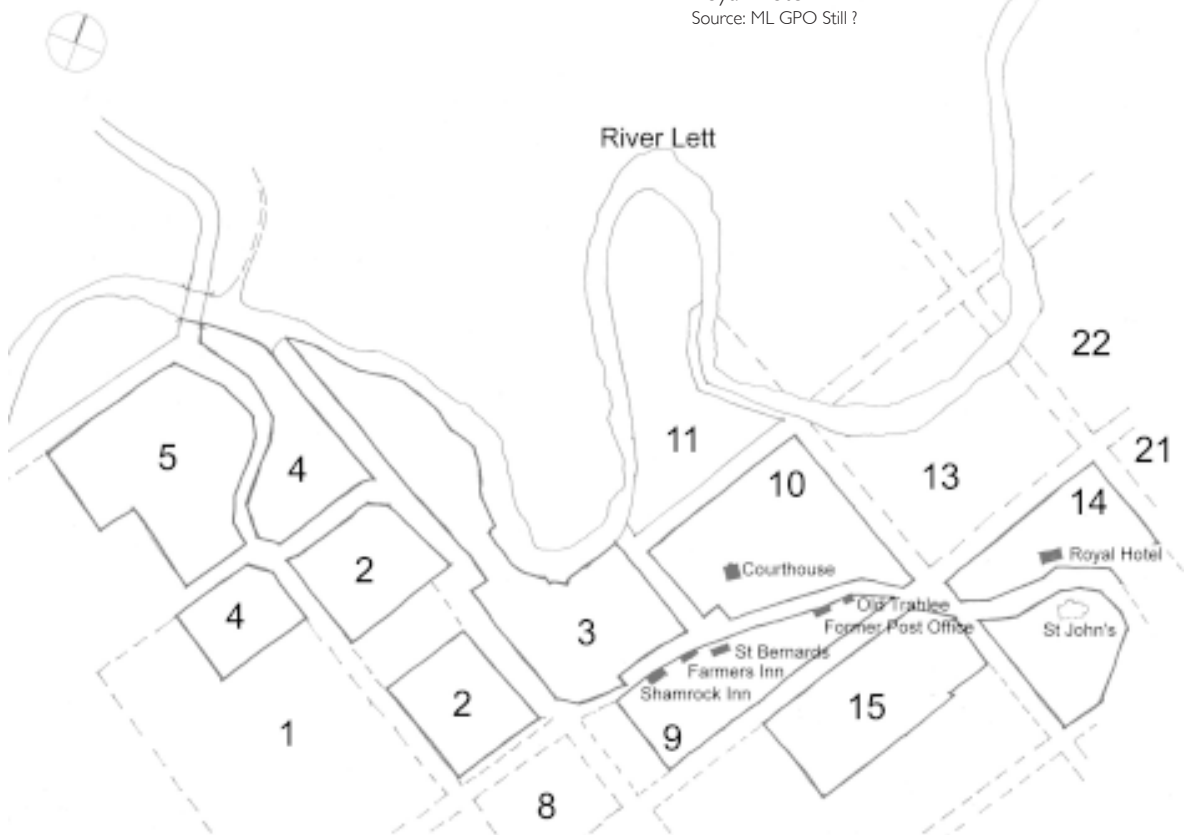 Source: ML GPO Still ?
River Lett
22
11
21
5
4
10
13
14
Royal Hotel
2
Courthouse
Old Trahlee
4
Former Post Office
St John's
3
St Bernards
Farmers Inn
Shamrock Inn
2
15
1
9
8